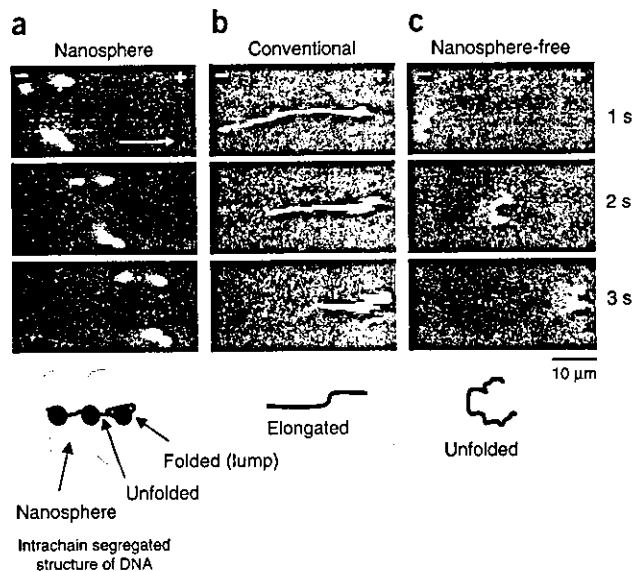 a
Nanosphere
b
Conventional
c
Nanosphere-free
− +
− +
− +
1 s
2 s
3 s
10 μm
Folded (lump)
Unfolded
Nanosphere
Intrachain segregated
structure of DNA
Elongated
Unfolded